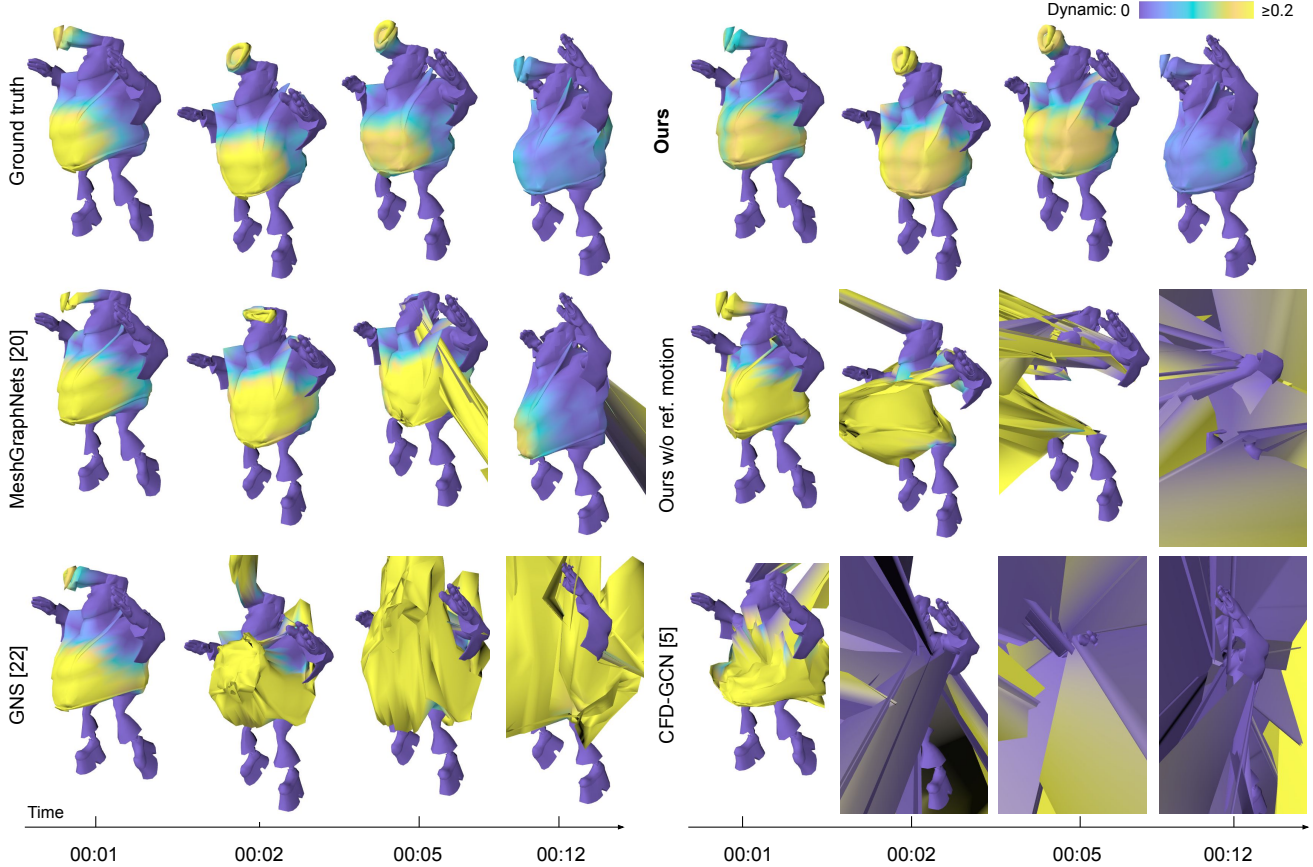 Dynamic: 0 ≥0.2
Ground truth
Ours
MeshGraphNets [20]
Ours w/o ref. motion
GNS [22]
CFD-GCN [5]
Time
00:01 00:02 00:05 00:12 00:01 00:02 00:05 00:12